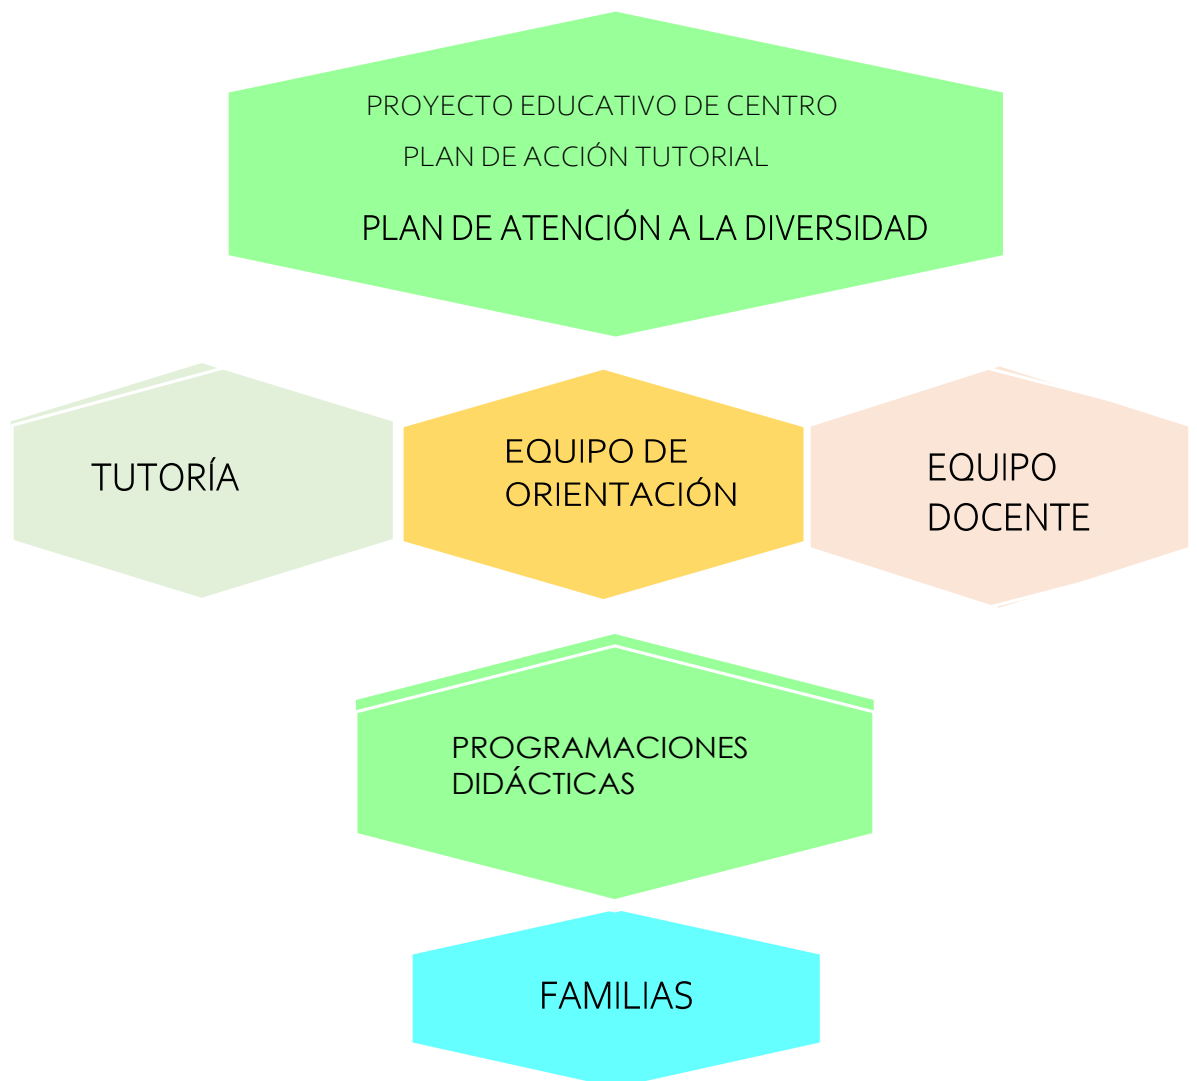 PROYECTO EDUCATIVO DE CENTRO
PLAN DE ACCIÓN TUTORIAL
PLAN DE ATENCIÓN A LA DIVERSIDAD
TUTORÍA
EQUIPO DE
ORIENTACIÓN
EQUIPO
DOCENTE
PROGRAMACIONES
DIDÁCTICAS
FAMILIAS